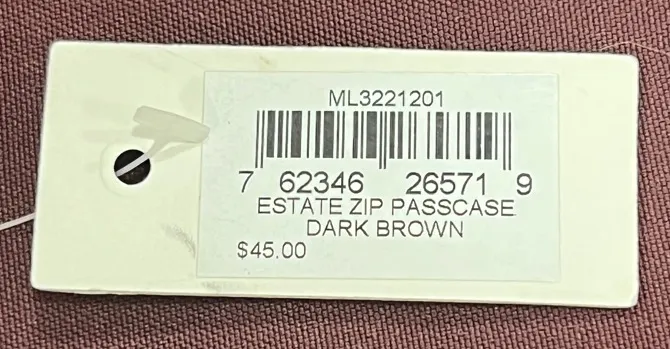 ML3221201
7 62346 26571 9
ESTATE ZIP PASSCASE
DARK BROWN
$45.00